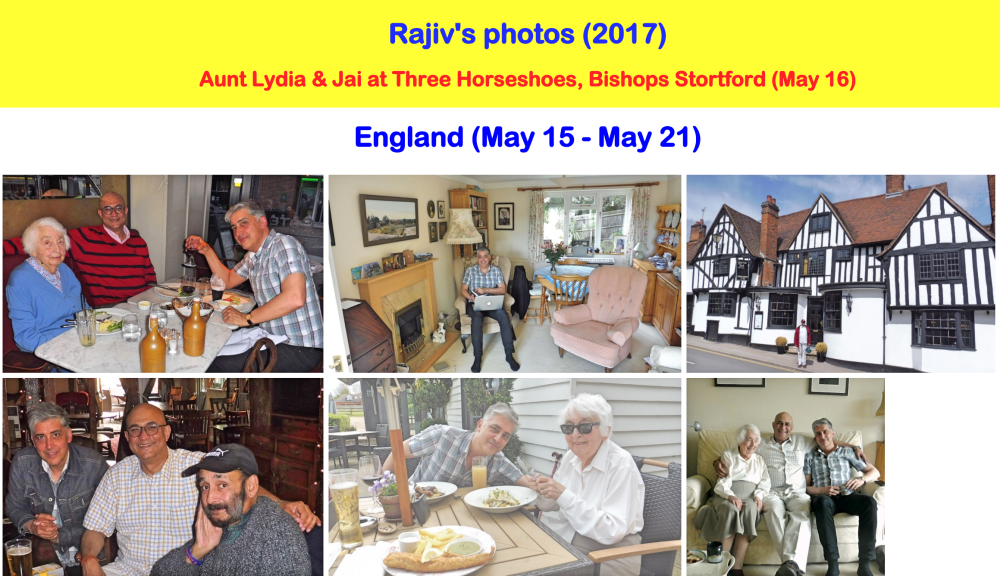 Rajiv's photos (2017)
Aunt Lydia & Jai at Three Horseshoes, Bishops Stortford (May 16)
England (May 15 - May 21)